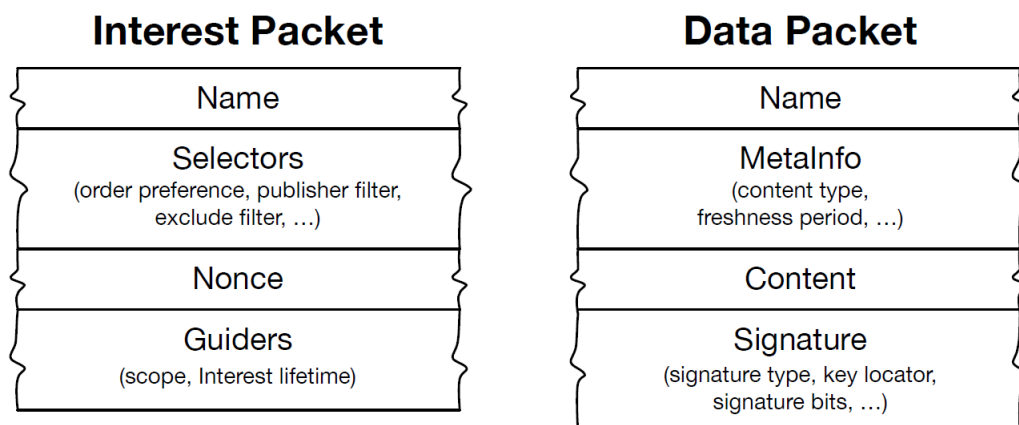 Interest Packet
Name
Selectors
(order preference, publisher filter,
exclude filter, …)
Nonce
Guiders
(scope, Interest lifetime)
Data Packet
Name
MetaInfo
(content type,
freshness period, …)
Content
Signature
(signature type, key locator,
signature bits, …)